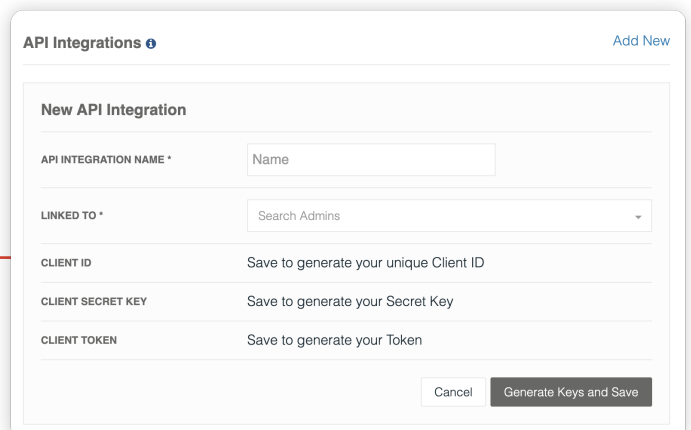 API Integrations
Add New
New API Integration
API INTEGRATION NAME *
Name
LINKED TO *
Search Admins
CLIENT ID
Save to generate your unique Client ID
CLIENT SECRET KEY
Save to generate your Secret Key
CLIENT TOKEN
Save to generate your Token
Cancel
Generate Keys and Save